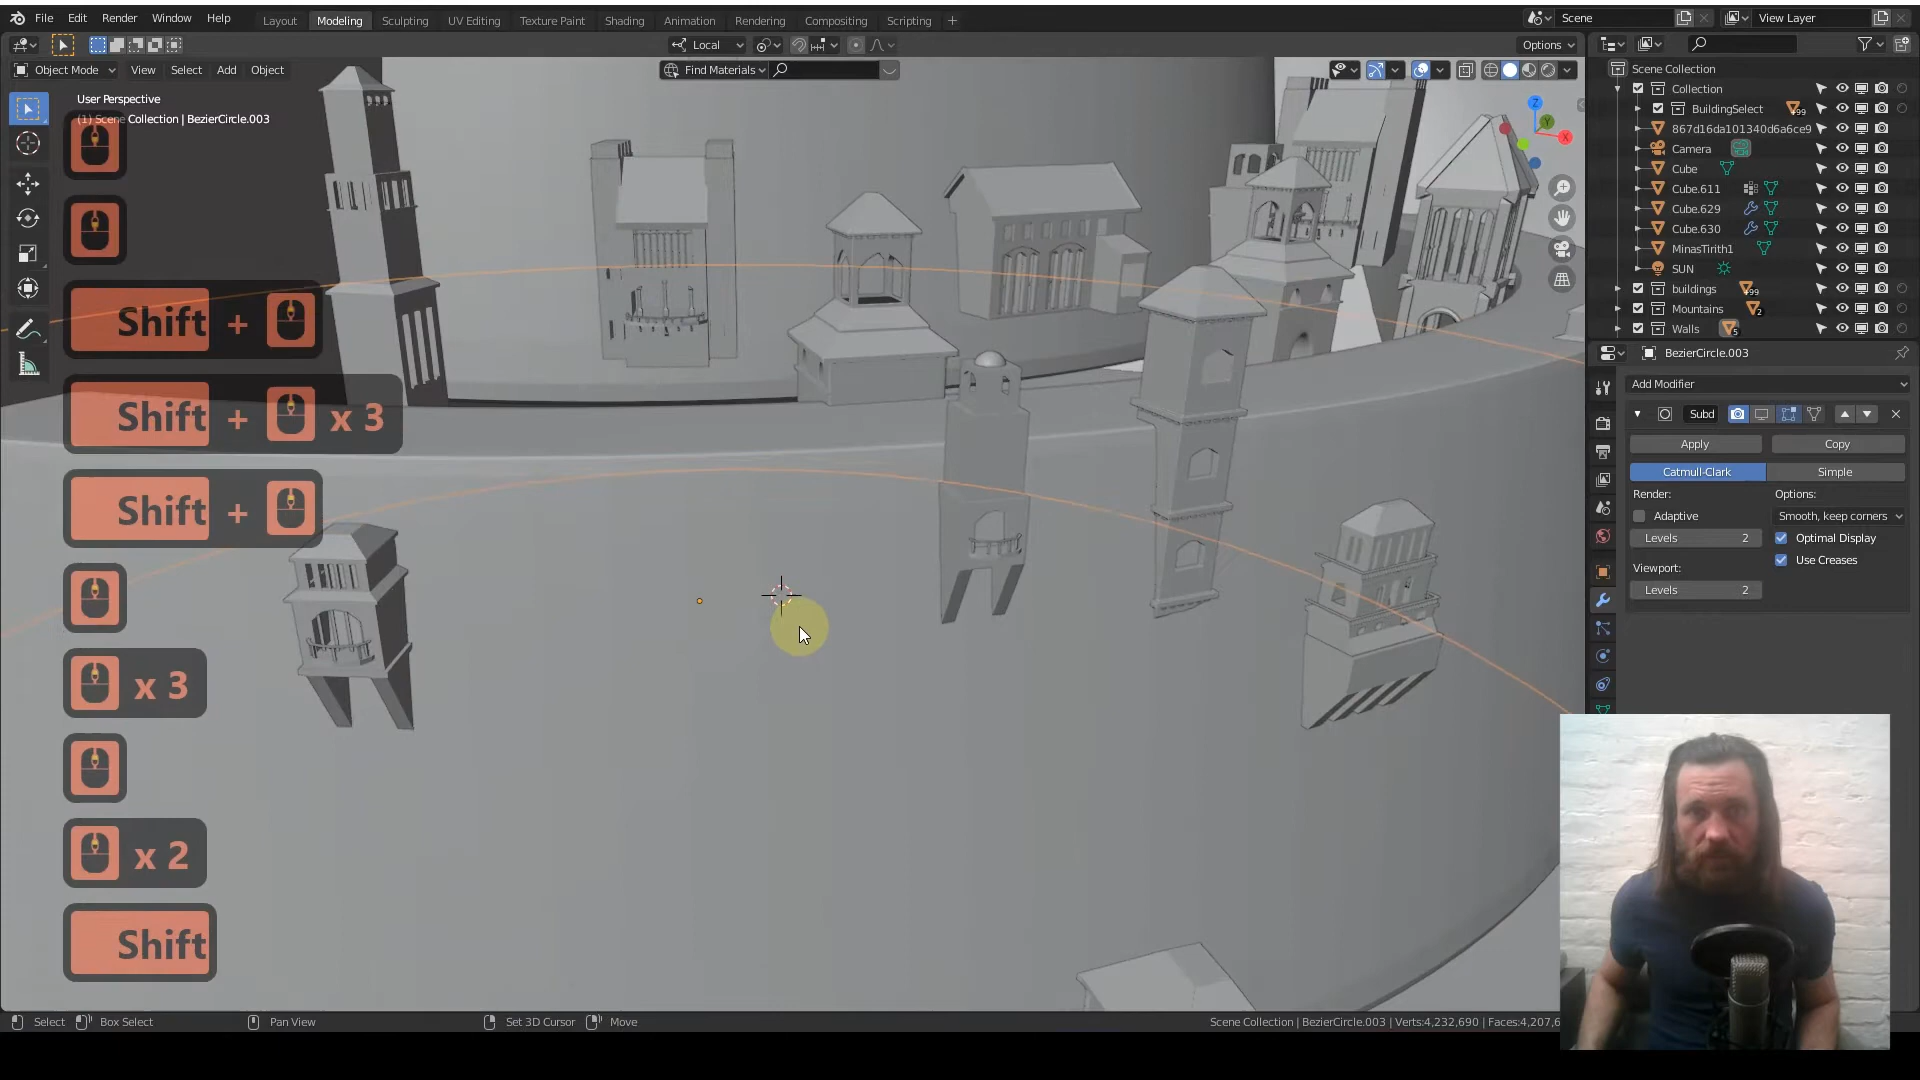 File Edit Render Window Help
Layout Modeling Sculpting UV Editing Texture Paint Shading Animation Rendering Compositing Scripting +
Scene
View Layer
Local
Options
Object Mode View Select Add Object
Find Materials
User Perspective
(1) Scene Collection | BezierCircle.003
Scene Collection
Collection
BuildingSelect
+99
867d16da101340d6a6ce9
Camera
Cube
Cube.611
Cube.629
Cube.630
MinasTirith1
SUN
buildings
+99
Mountains
2
Walls
5
Z
Y
X
BezierCircle.003
Add Modifier
Subd
Apply
Copy
Catmull-Clark
Simple
Render:
Options:
Adaptive
Smooth, keep corners
Levels 2
Optimal Display
Viewport:
Use Creases
Levels 2
Shift +
Shift + x 3
Shift +
x 3
x 2
Shift
Select
Box Select
Pan View
Set 3D Cursor
Move
Scene Collection | BezierCircle.003 | Verts:4,232,690 | Faces:4,207,6